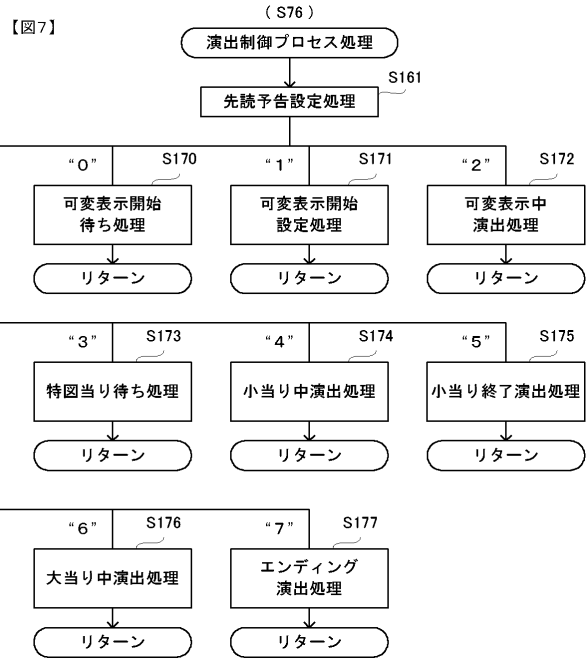 【図7】
( S76 )
演出制御プロセス処理
S161
先読予告設定処理
“0”
S170
“1”
S171
“2”
S172
可変表示開始
待ち処理
可変表示開始
設定処理
可変表示中
演出処理
リターン
リターン
リターン
“3”
S173
“4”
S174
“5”
S175
特図当り待ち処理
小当り中演出処理
小当り終了演出処理
リターン
リターン
リターン
“6”
S176
“7”
S177
大当り中演出処理
エンディング
演出処理
リターン
リターン